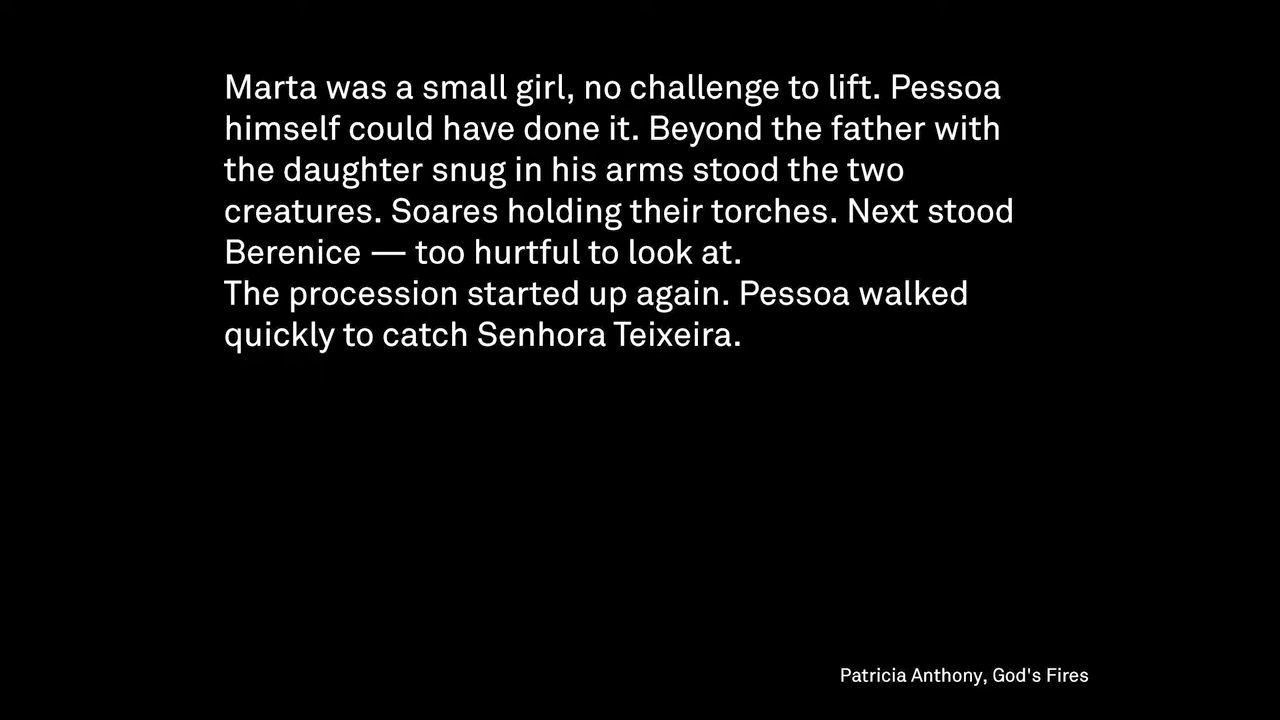 Marta was a small girl, no challenge to lift. Pessoa
himself could have done it. Beyond the father with
the daughter snug in his arms stood the two
creatures. Soares holding their torches. Next stood
Berenice — too hurtful to look at.
The procession started up again. Pessoa walked
quickly to catch Senhora Teixeira.
Patricia Anthony, God's Fires